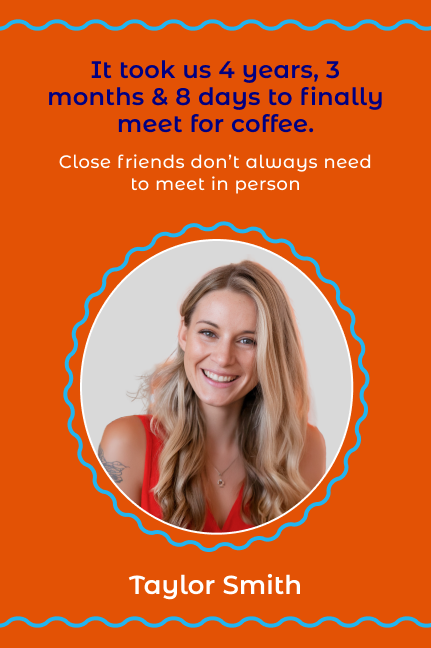 It took us 4 years, 3
months & 8 days to finally
meet for coffee.
Close friends don't always need
to meet in person
Taylor Smith